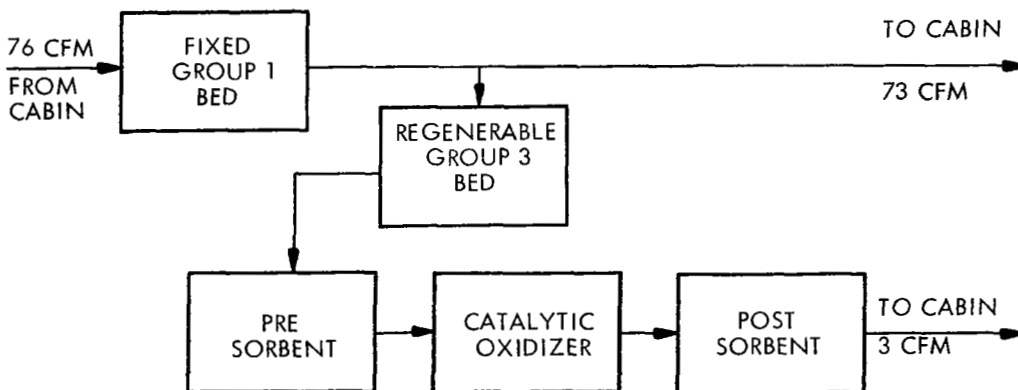 76 CFM
FROM
CABIN
FIXED
GROUP 1
BED
TO CABIN
73 CFM
REGENERABLE
GROUP 3
BED
PRE
SORBENT
CATALYTIC
OXIDIZER
POST
SORBENT
TO CABIN
3 CFM